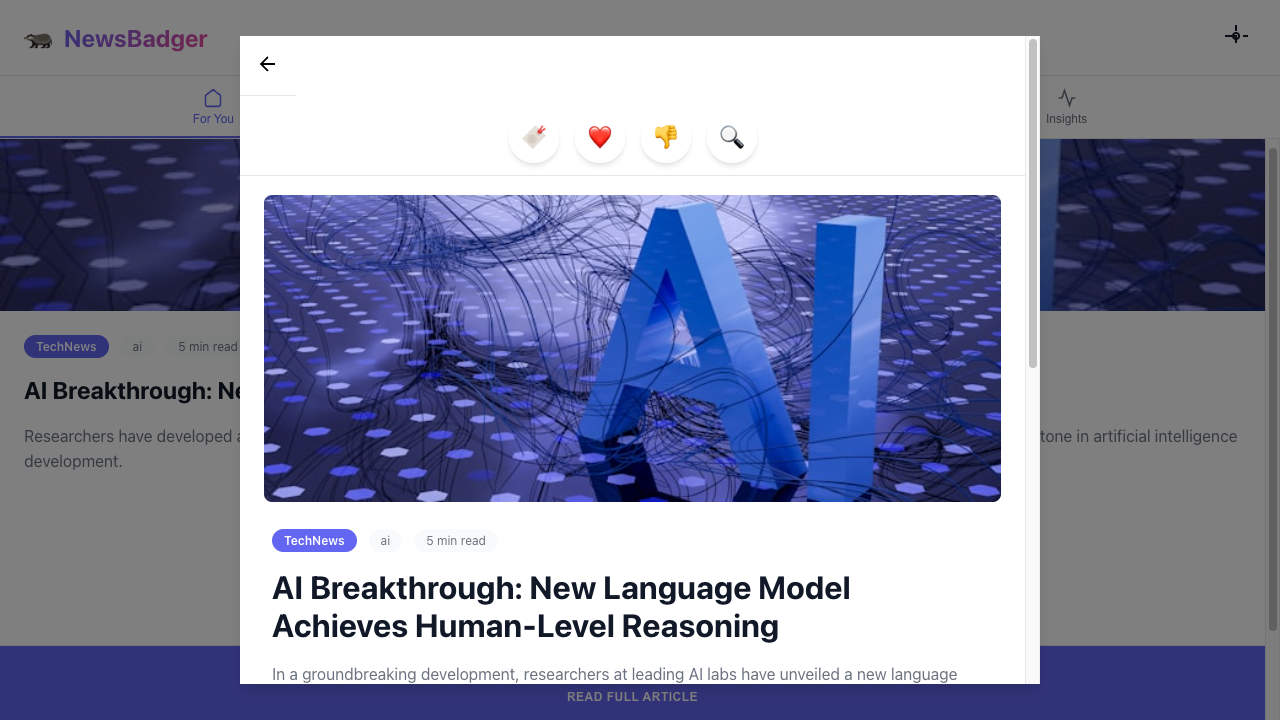 NewsBadger
For You
Insights
TechNews
ai
5 min read
AI Breakthrough: Ne
Researchers have developed a
tone in artificial intelligence
development.
TechNews
ai
5 min read
AI Breakthrough: New Language Model
Achieves Human-Level Reasoning
In a groundbreaking development, researchers at leading AI labs have unveiled a new language
READ FULL ARTICLE